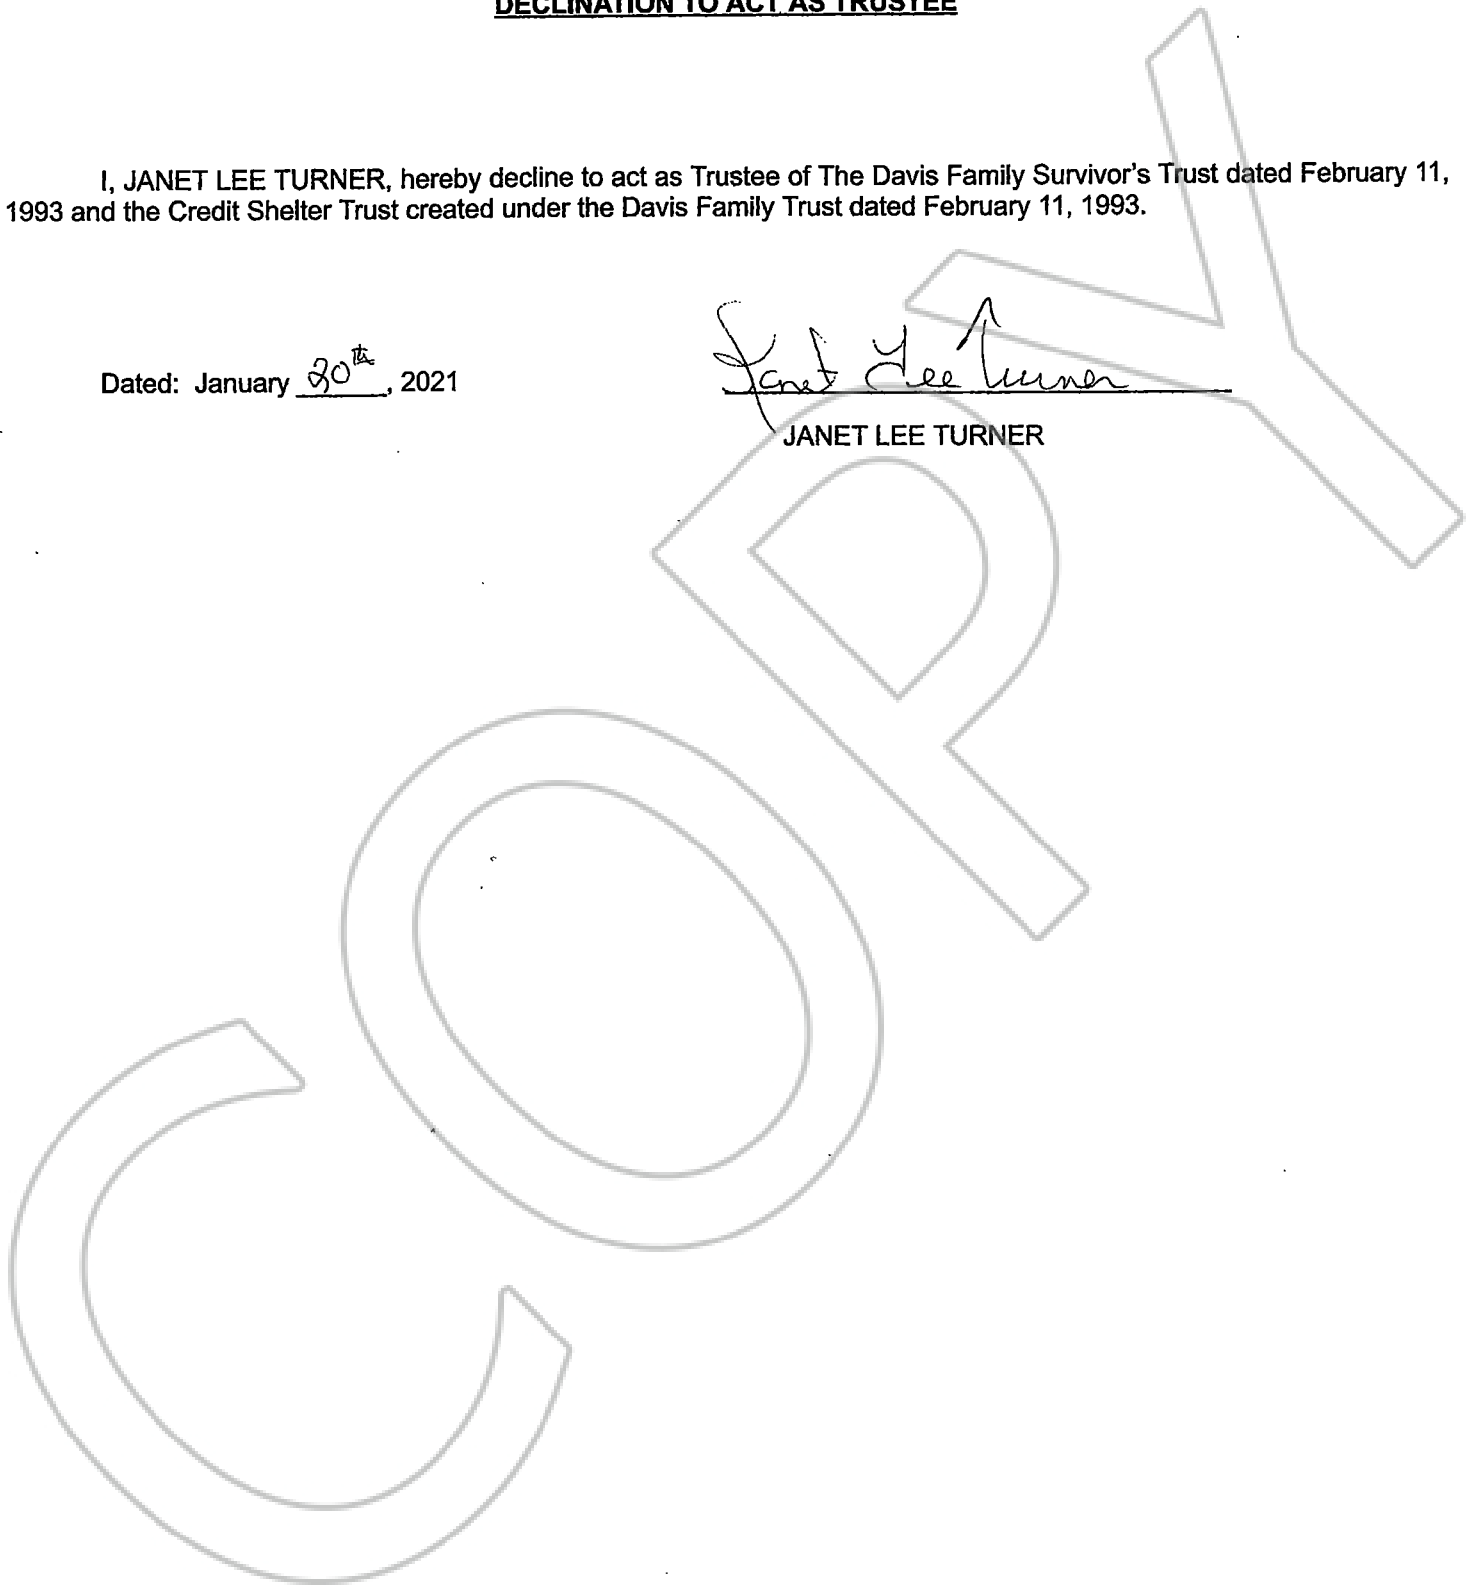 DECLINATION TO ACT AS TRUSTEE
I, JANET LEE TURNER, hereby decline to act as Trustee of The Davis Family Survivor's Trust dated February 11,
1993 and the Credit Shelter Trust created under the Davis Family Trust dated February 11, 1993.
Dated: January 20th, 2021
Janet Lee Turner
JANET LEE TURNER
COPY